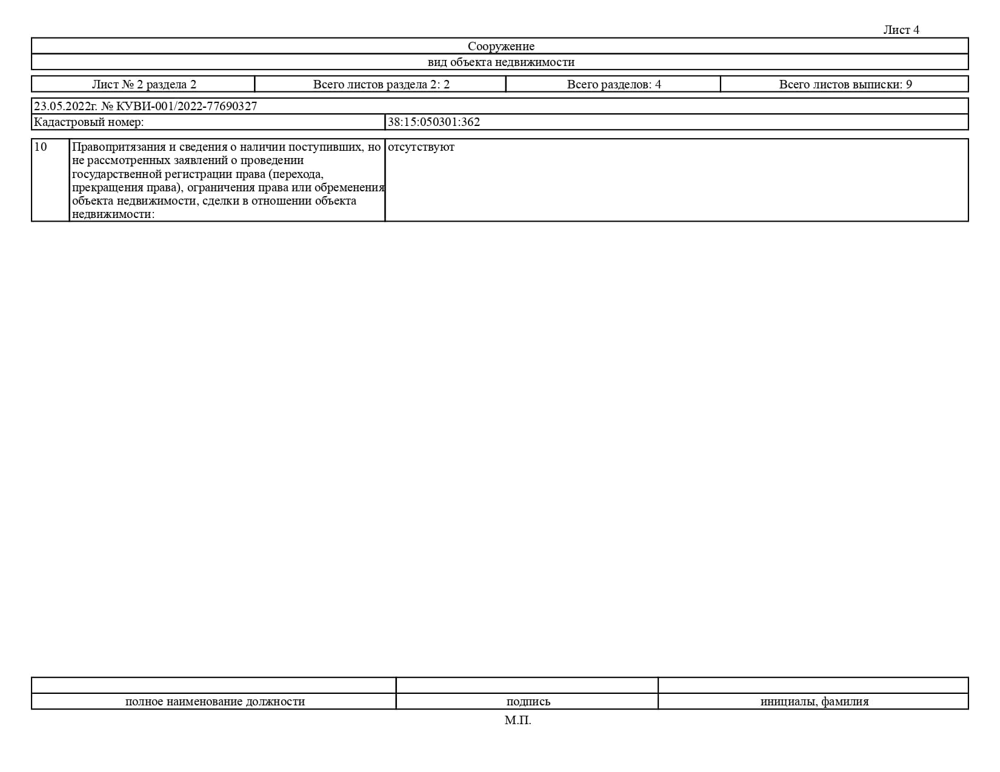 Лист 4
Сооружение
вид объекта недвижимости
Лист № 2 раздела 2
Всего листов раздела 2: 2
Всего разделов: 4
Всего листов выписки: 9
23.05.2022г. № КУВИ-001/2022-77690327
Кадастровый номер:
38:15:050301:362
10
Правопритязания и сведения о наличии поступивших, но
не рассмотренных заявлений о проведении
государственной регистрации права (перехода,
прекращения права), ограничения права или обременения
объекта недвижимости, сделки в отношении объекта
недвижимости:
отсутствуют
полное наименование должности
подпись
инициалы, фамилия
М.П.